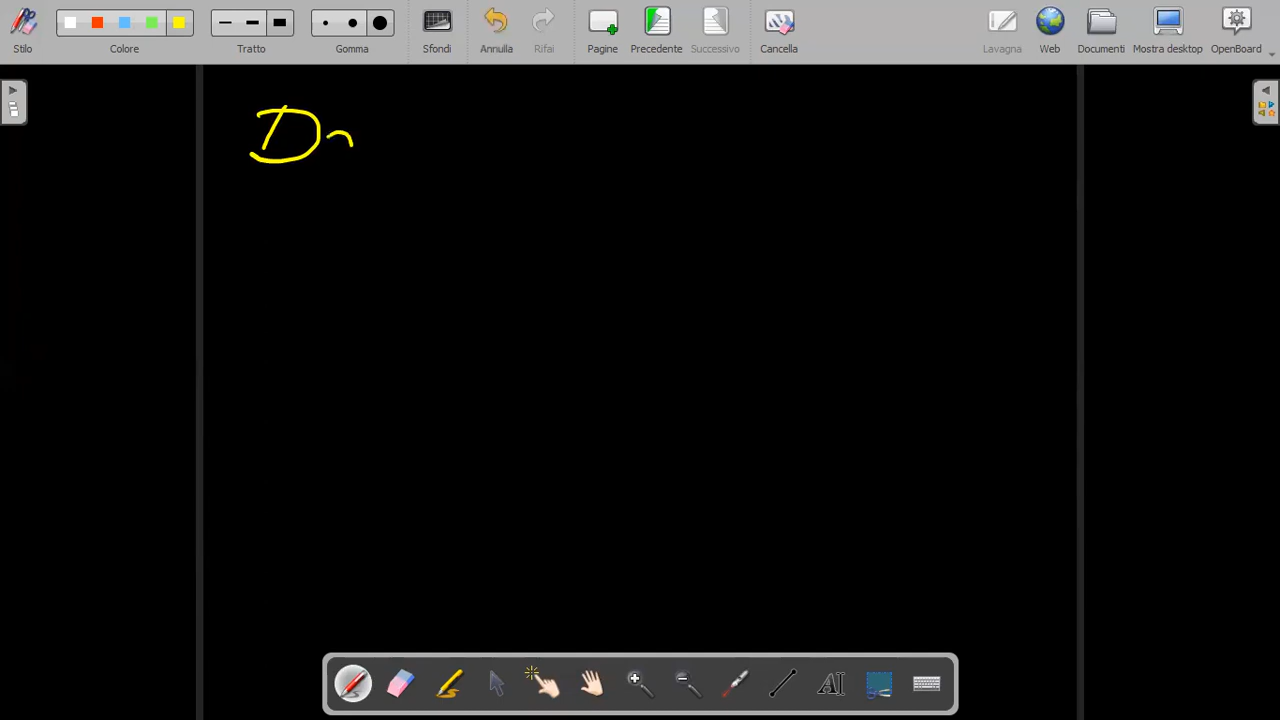 Stilo Colore Tratto Gomma Sfondi Annulla Rifai Pagine Precedente Successivo Cancella Lavagna Web Documenti Mostra desktop OpenBoard
D